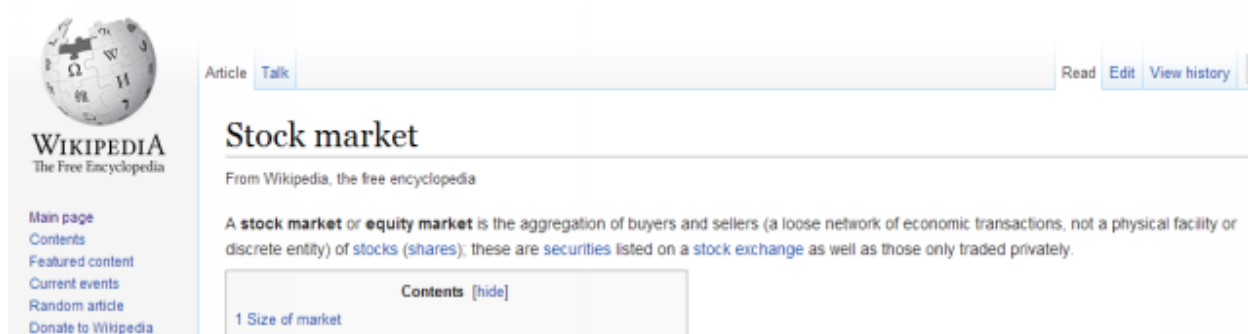 WIKIPEDIA
The Free Encyclopedia
Main page
Contents
Featured content
Current events
Random article
Donate to Wikipedia
Article Talk
Read Edit View history
Stock market
From Wikipedia, the free encyclopedia
A stock market or equity market is the aggregation of buyers and sellers (a loose network of economic transactions, not a physical facility or
discrete entity) of stocks (shares); these are securities listed on a stock exchange as well as those only traded privately.
Contents [hide]
1 Size of market